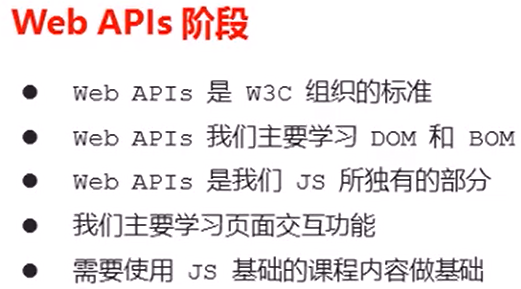 Web APIs 阶段
● Web APIs 是 W3C 组织的标准
● Web APIs 我们主要学习 DOM 和 BOM
● Web APIs 是我们 JS 所独有的部分
● 我们主要学习页面交互功能
● 需要使用 JS 基础的课程内容做基础